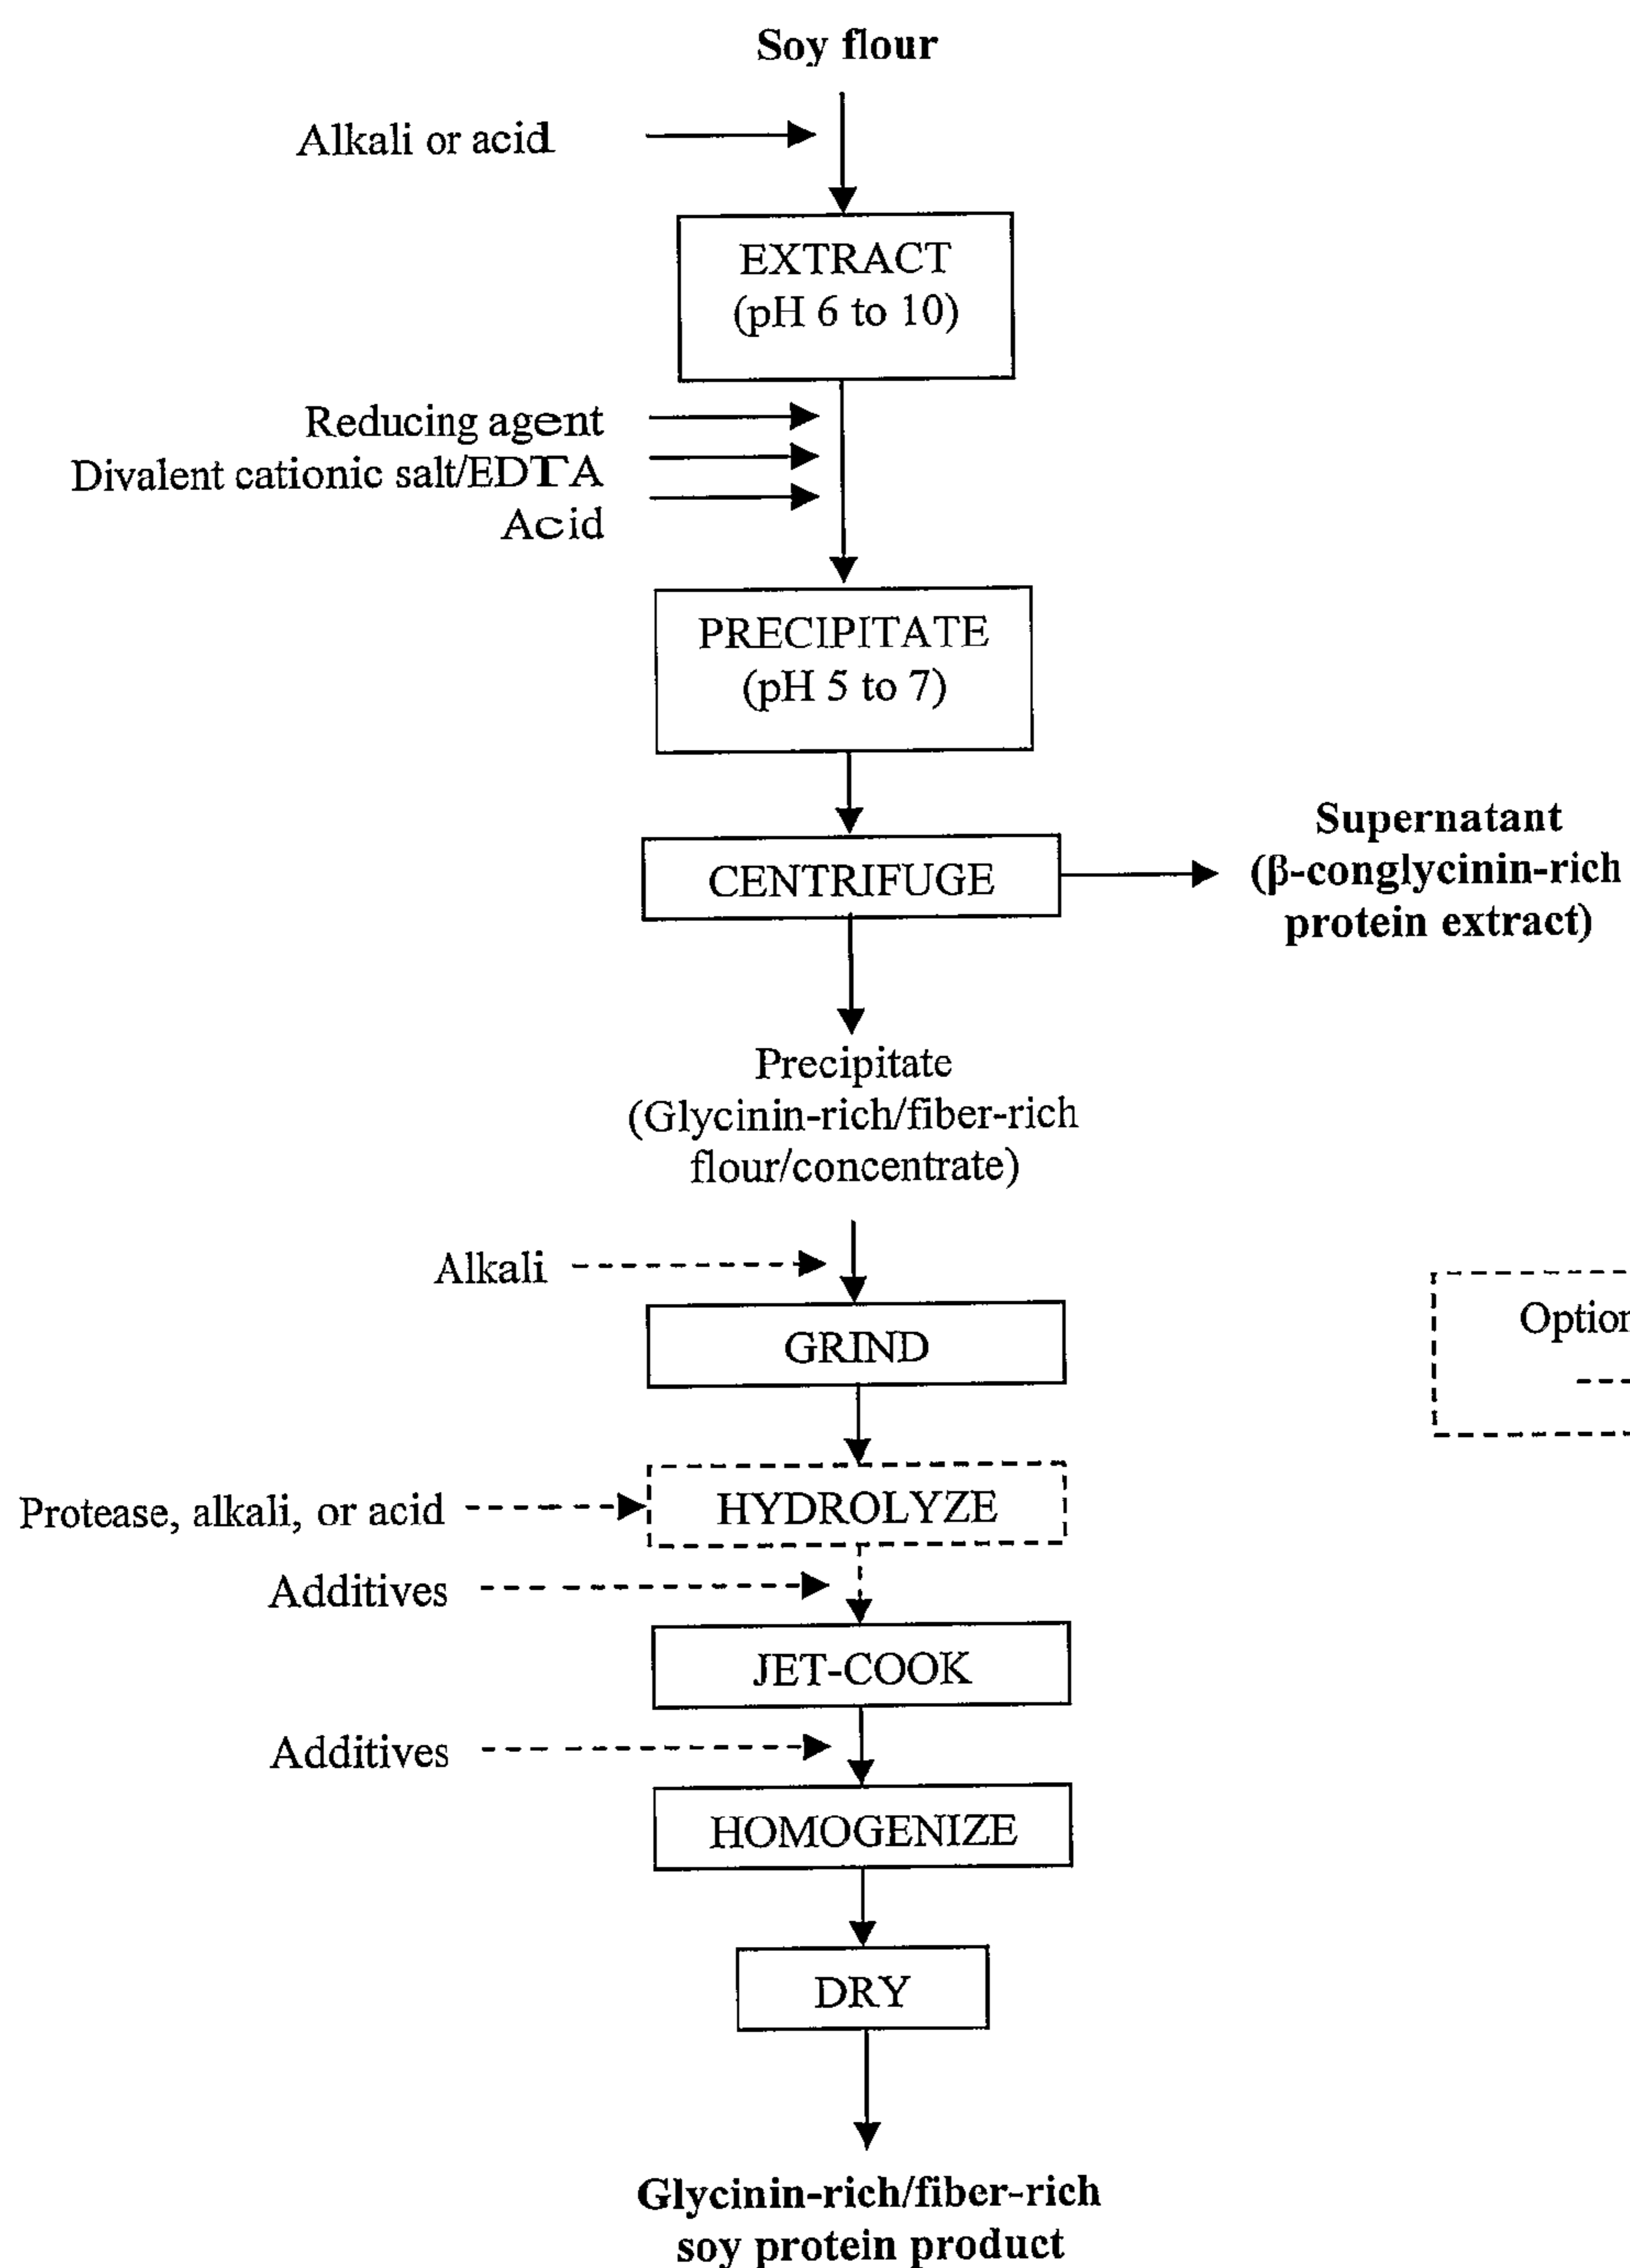 Soy flour
Alkali or acid
EXTRACT
(pH 6 to 10)
Reducing agent
Divalent cationic salt/EDTA
Acid
PRECIPITATE
(pH 5 to 7)
CENTRIFUGE
Supernatant
(β-conglycinin-rich
protein extract)
Precipitate
(Glycinin-rich/fiber-rich
flour/concentrate)
Alkali
GRIND
Protease, alkali, or acid
HYDROLYZE
Additives
JET-COOK
Additives
HOMOGENIZE
DRY
Glycinin-rich/fiber-rich
soy protein product